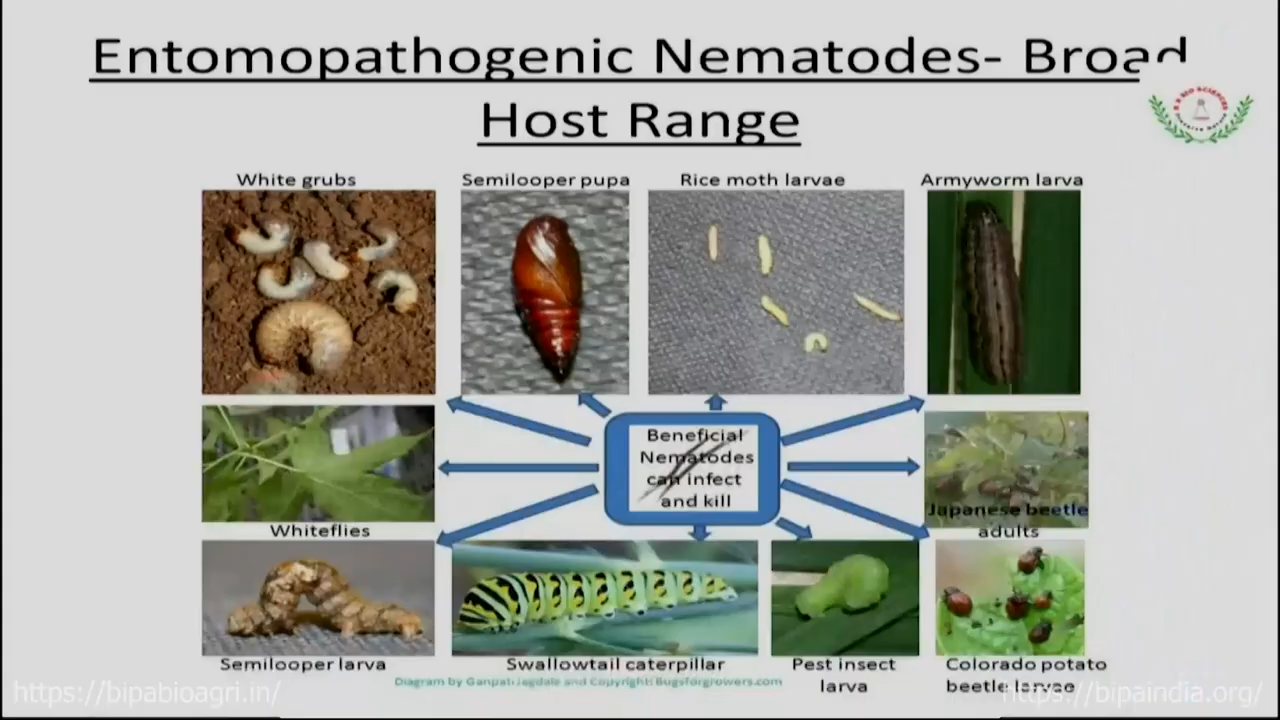 Entomopathogenic Nematodes- Broad
Host Range
White grubs
Semilooper pupa
Rice moth larvae
Armyworm larva
Beneficial
Nematodes
can infect
and kill
Whiteflies
Japanese beetle
adults
Semilooper larva
Swallowtail caterpillar
Pest insect
larva
Colorado potato
beetle larvae
Diagram by Ganpati Jagdale and Copyright: Bugsforgrowers.com
https://bipabioagri.in/
https://bipaindia.org/